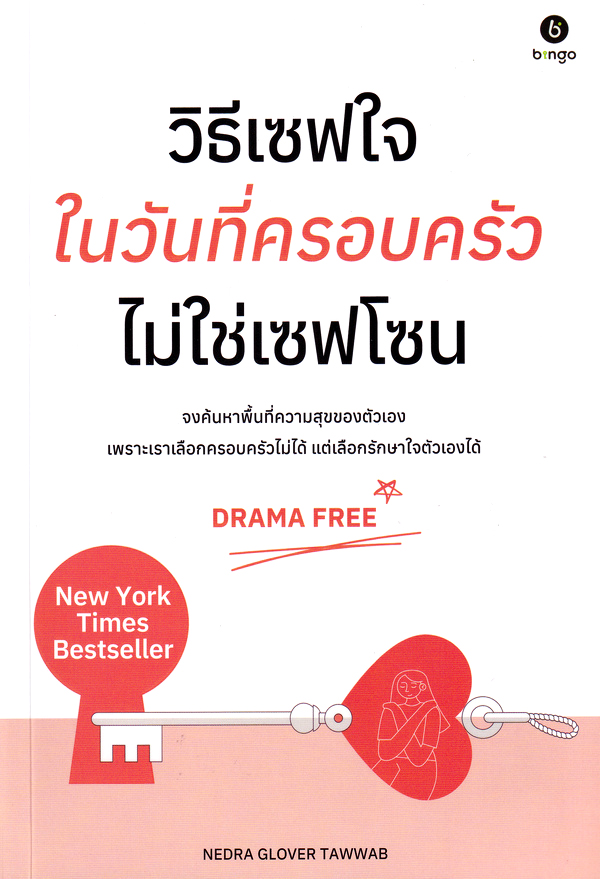 bingo
วิธีเซฟใจ
ในวันที่ครอบครัว
ไม่ใช่เซฟโซน
จงค้นหาพื้นที่ความสุขของตัวเอง
เพราะเราเลือกครอบครัวไม่ได้ แต่เลือกรักษาใจตัวเองได้
DRAMA FREE
New York
Times
Bestseller
NEDRA GLOVER TAWWAB